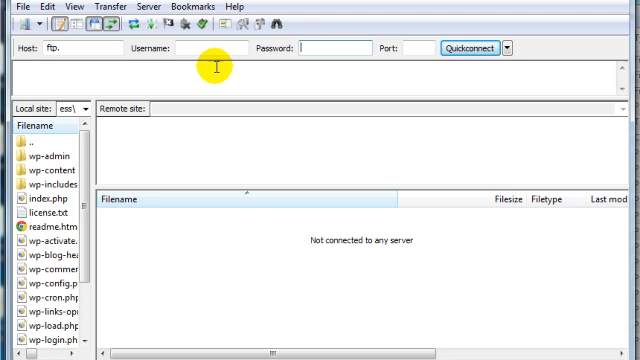 File Edit View Transfer Server Bookmarks Help
Host: ftp. Username: Password: Port: Quickconnect
Local site: ess\ Remote site:
Filename
..
wp-admin
wp-content
wp-includes
index.php
license.txt
readme.htm
wp-activate.
wp-blog-hea
wp-commer
wp-config.p
wp-cron.php
wp-links-op
wp-load.php
wp-login.ph
Filename Filesize Filetype Last mod
Not connected to any server